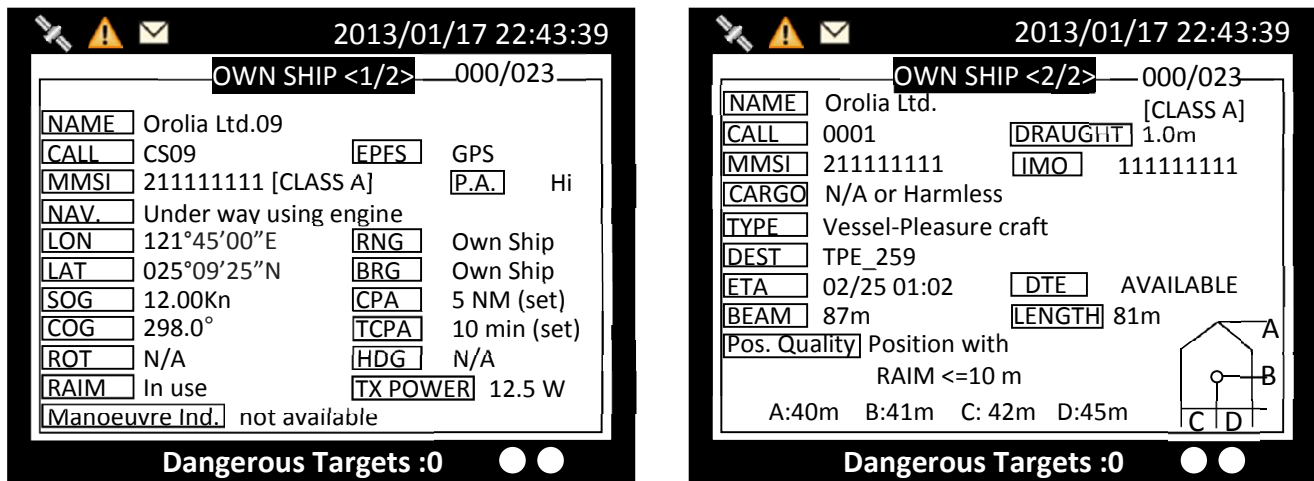 2013/01/17 22:43:39
OWN SHIP <1/2> 000/023
NAME Orolia Ltd.09
CALL CS09 EPFS GPS
MMSI 211111111 [CLASS A] P.A. Hi
NAV. Under way using engine
LON 121°45’00”E RNG Own Ship
LAT 025°09’25”N BRG Own Ship
SOG 12.00Kn CPA 5 NM (set)
COG 298.0° TCPA 10 min (set)
ROT N/A HDG N/A
RAIM In use TX POWER 12.5 W
Manoeuvre Ind. not available
Dangerous Targets :0
2013/01/17 22:43:39
OWN SHIP <2/2> 000/023
NAME Orolia Ltd. [CLASS A]
CALL 0001 DRAUGHT 1.0m
MMSI 211111111 IMO 111111111
CARGO N/A or Harmless
TYPE Vessel-Pleasure craft
DEST TPE_259
ETA 02/25 01:02 DTE AVAILABLE
BEAM 87m LENGTH 81m
A
Pos. Quality Position with
RAIM <=10 m
B
A:40m B:41m C: 42m D:45m
C D
Dangerous Targets :0